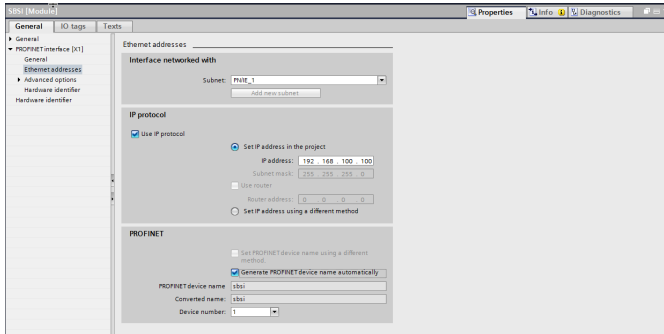 SBSI [Module]
Properties
Info
Diagnostics
General
IO tags
Texts
General
PROFINET interface [X1]
General
Ethernet addresses
Advanced options
Hardware identifier
Hardware identifier
Ethernet addresses
Interface networked with
Subnet: PN/IE_1
Add new subnet
IP protocol
Use IP protocol
Set IP address in the project
IP address: 192 . 168 . 100 . 100
Subnet mask: 255 . 255 . 255 . 0
Use router
Router address: 0 . 0 . 0 . 0
Set IP address using a different method
PROFINET
Set PROFINET device name using a different
method.
Generate PROFINET device name automatically
PROFINET device name sbsi
Converted name: sbsi
Device number: 1